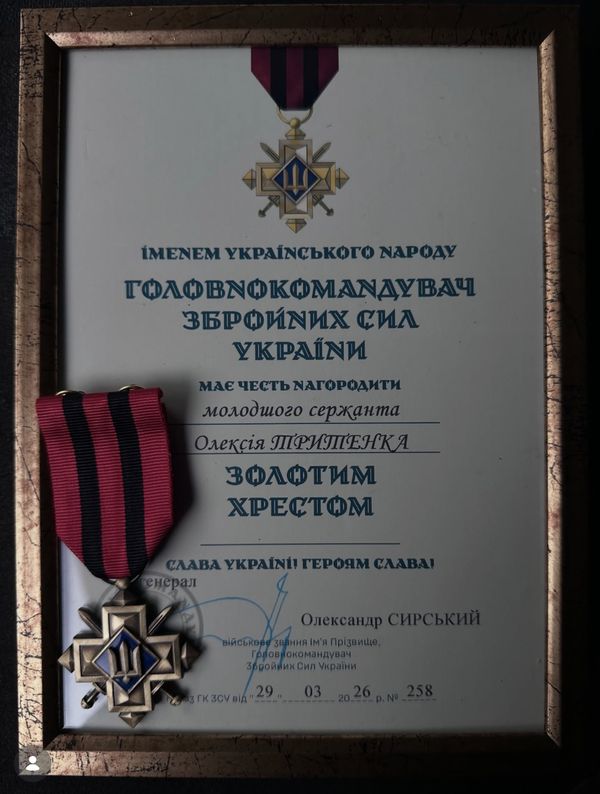 ІМЕНЕМ УКРАЇНСЬКОГО НАРОДУ
ГОЛОВНОКОМАНДУВАЧ
ЗБРОЙНИХ СИЛ
УКРАЇНИ
МАЄ ЧЕСТЬ НАГОРОДИТИ
молодшого сержанта
Олексія ТРИТЕНКА
ЗОЛОТИМ
ХРЕСТОМ
СЛАВА УКРАЇНІ! ГЕРОЯМ СЛАВА!
генерал
Олександр СИРСЬКИЙ
військове звання Ім'я Прізвище,
Головнокомандувач
Збройних Сил України
ГК ЗСУ від "29" 03 2026 р. № 258